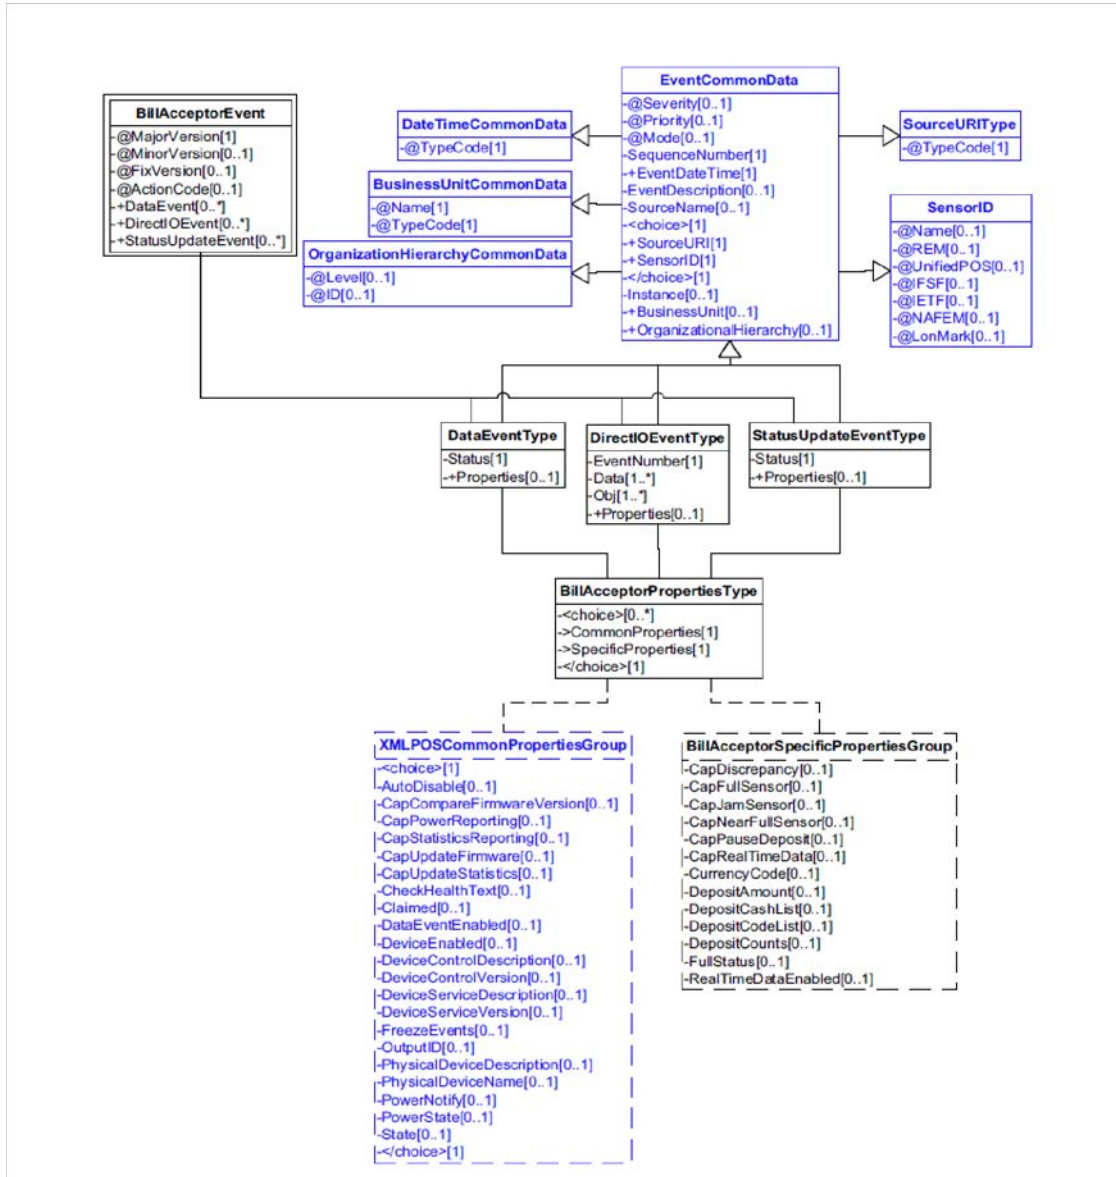 BillAcceptorEvent
-@MajorVersion[1]
-@MinorVersion[0..1]
-@FixVersion[0..1]
-@ActionCode[0..1]
-+DataEvent[0..*]
-+DirectIOEvent[0..*]
-+StatusUpdateEvent[0..*]
DateTimeCommonData
-@TypeCode[1]
BusinessUnitCommonData
-@Name[1]
-@TypeCode[1]
OrganizationHierarchyCommonData
-@Level[0..1]
-@ID[0..1]
EventCommonData
-@Severity[0..1]
-@Priority[0..1]
-@Mode[0..1]
-SequenceNumber[1]
-+EventDateTime[1]
-EventDescription[0..1]
-SourceName[0..1]
-<choice>[1]
-+SourceURI[1]
-+SensorID[1]
-</choice>[1]
-Instance[0..1]
-+BusinessUnit[0..1]
-+OrganizationalHierarchy[0..1]
SourceURIType
-@TypeCode[1]
SensorID
-@Name[0..1]
-@REM[0..1]
-@UnifiedPOS[0..1]
-@IFSF[0..1]
-@IETF[0..1]
-@NAFEM[0..1]
-@LonMark[0..1]
DataEventType
-Status[1]
-+Properties[0..1]
DirectIOEventType
-EventNumber[1]
-Data[1..*]
-Obj[1..*]
-+Properties[0..1]
StatusUpdateEventType
-Status[1]
-+Properties[0..1]
BillAcceptorPropertiesType
-<choice>[0..*]
->CommonProperties[1]
->SpecificProperties[1]
-</choice>[1]
XMLPOSCommonPropertiesGroup
-<choice>[1]
-AutoDisable[0..1]
-CapCompareFirmwareVersion[0..1]
-CapPowerReporting[0..1]
-CapStatisticsReporting[0..1]
-CapUpdateFirmware[0..1]
-CapUpdateStatistics[0..1]
-CheckHealthText[0..1]
-Claimed[0..1]
-DataEventEnabled[0..1]
-DeviceEnabled[0..1]
-DeviceControlDescription[0..1]
-DeviceControlVersion[0..1]
-DeviceServiceDescription[0..1]
-DeviceServiceVersion[0..1]
-FreezeEvents[0..1]
-OutputID[0..1]
-PhysicalDeviceDescription[0..1]
-PhysicalDeviceName[0..1]
-PowerNotify[0..1]
-PowerState[0..1]
-State[0..1]
-</choice>[1]
BillAcceptorSpecificPropertiesGroup
-CapDiscrepancy[0..1]
-CapFullSensor[0..1]
-CapJamSensor[0..1]
-CapNearFullSensor[0..1]
-CapPauseDeposit[0..1]
-CapRealTimeData[0..1]
-CurrencyCode[0..1]
-DepositAmount[0..1]
-DepositCashList[0..1]
-DepositCodeList[0..1]
-DepositCounts[0..1]
-FullStatus[0..1]
-RealTimeDataEnabled[0..1]